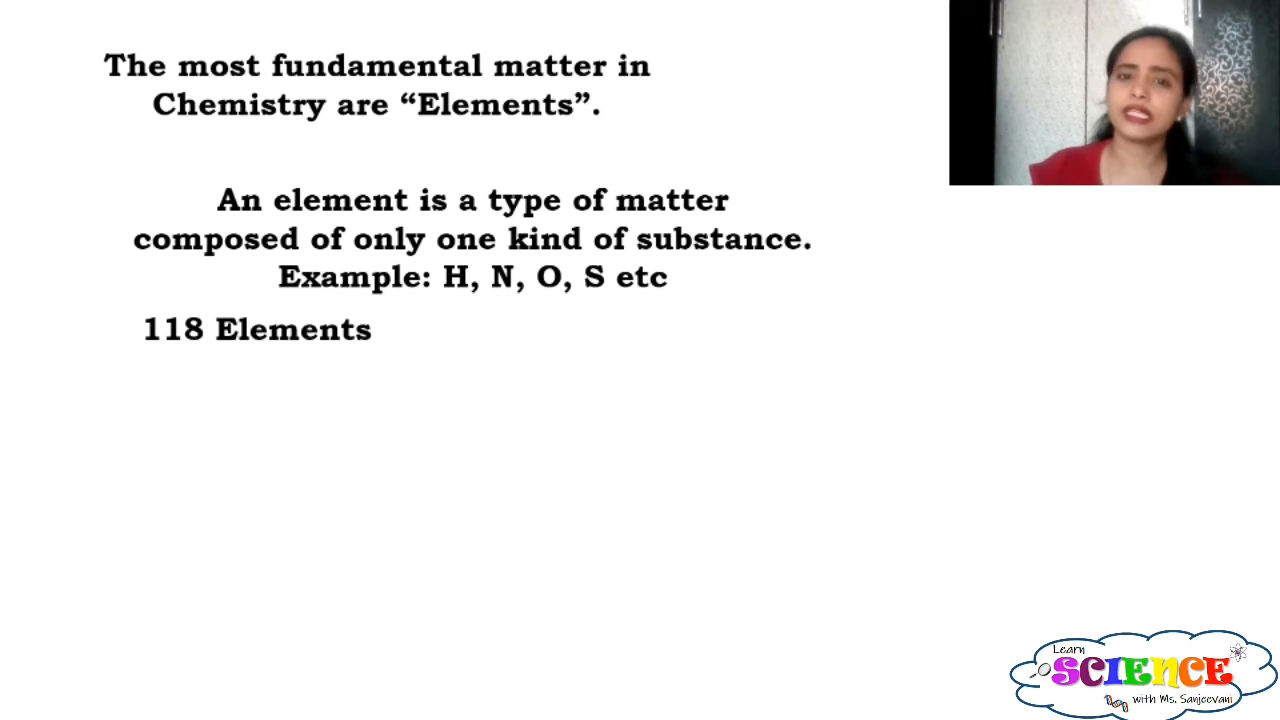 The most fundamental matter in
Chemistry are “Elements”.
An element is a type of matter
composed of only one kind of substance.
Example: H, N, O, S etc
118 Elements
Learn
SCIENCE
with Ms. Sanjeevani